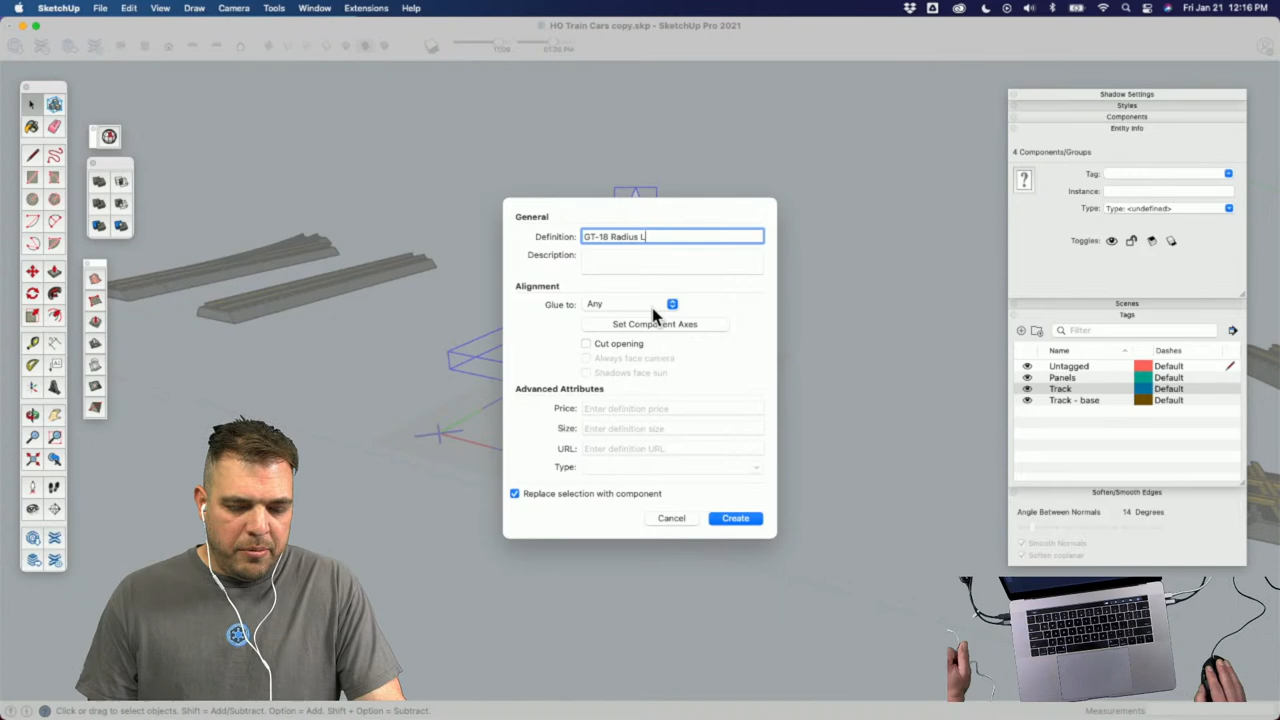 SketchUp File Edit View Draw Camera Tools Window Extensions Help
Fri Jan 21 12:16 PM
HO Train Cars copy.skp - SketchUp Pro 2021
Shadow Settings
Styles
Components
Entity Info
4 Components/Groups
Tag:
Instance:
Type: Type: <undefined>
Toggles:
General
Definition: GT-18 Radius L
Description:
Alignment
Glue to: Any
Set Component Axes
Cut opening
Always face camera
Shadows face sun
Advanced Attributes
Price: Enter definition price
Size: Enter definition size
URL: Enter definition URL
Type:
Replace selection with component
Cancel Create
Scenes
Tags
Filter
Name Dashes
Untagged Default
Panels Default
Track Default
Track - base Default
Soften/Smooth Edges
Angle Between Normals 14 Degrees
Smooth Normals
Soften coplanar
Click or drag to select objects. Shift = Add/Subtract. Option = Add. Shift + Option = Subtract.
Measurements